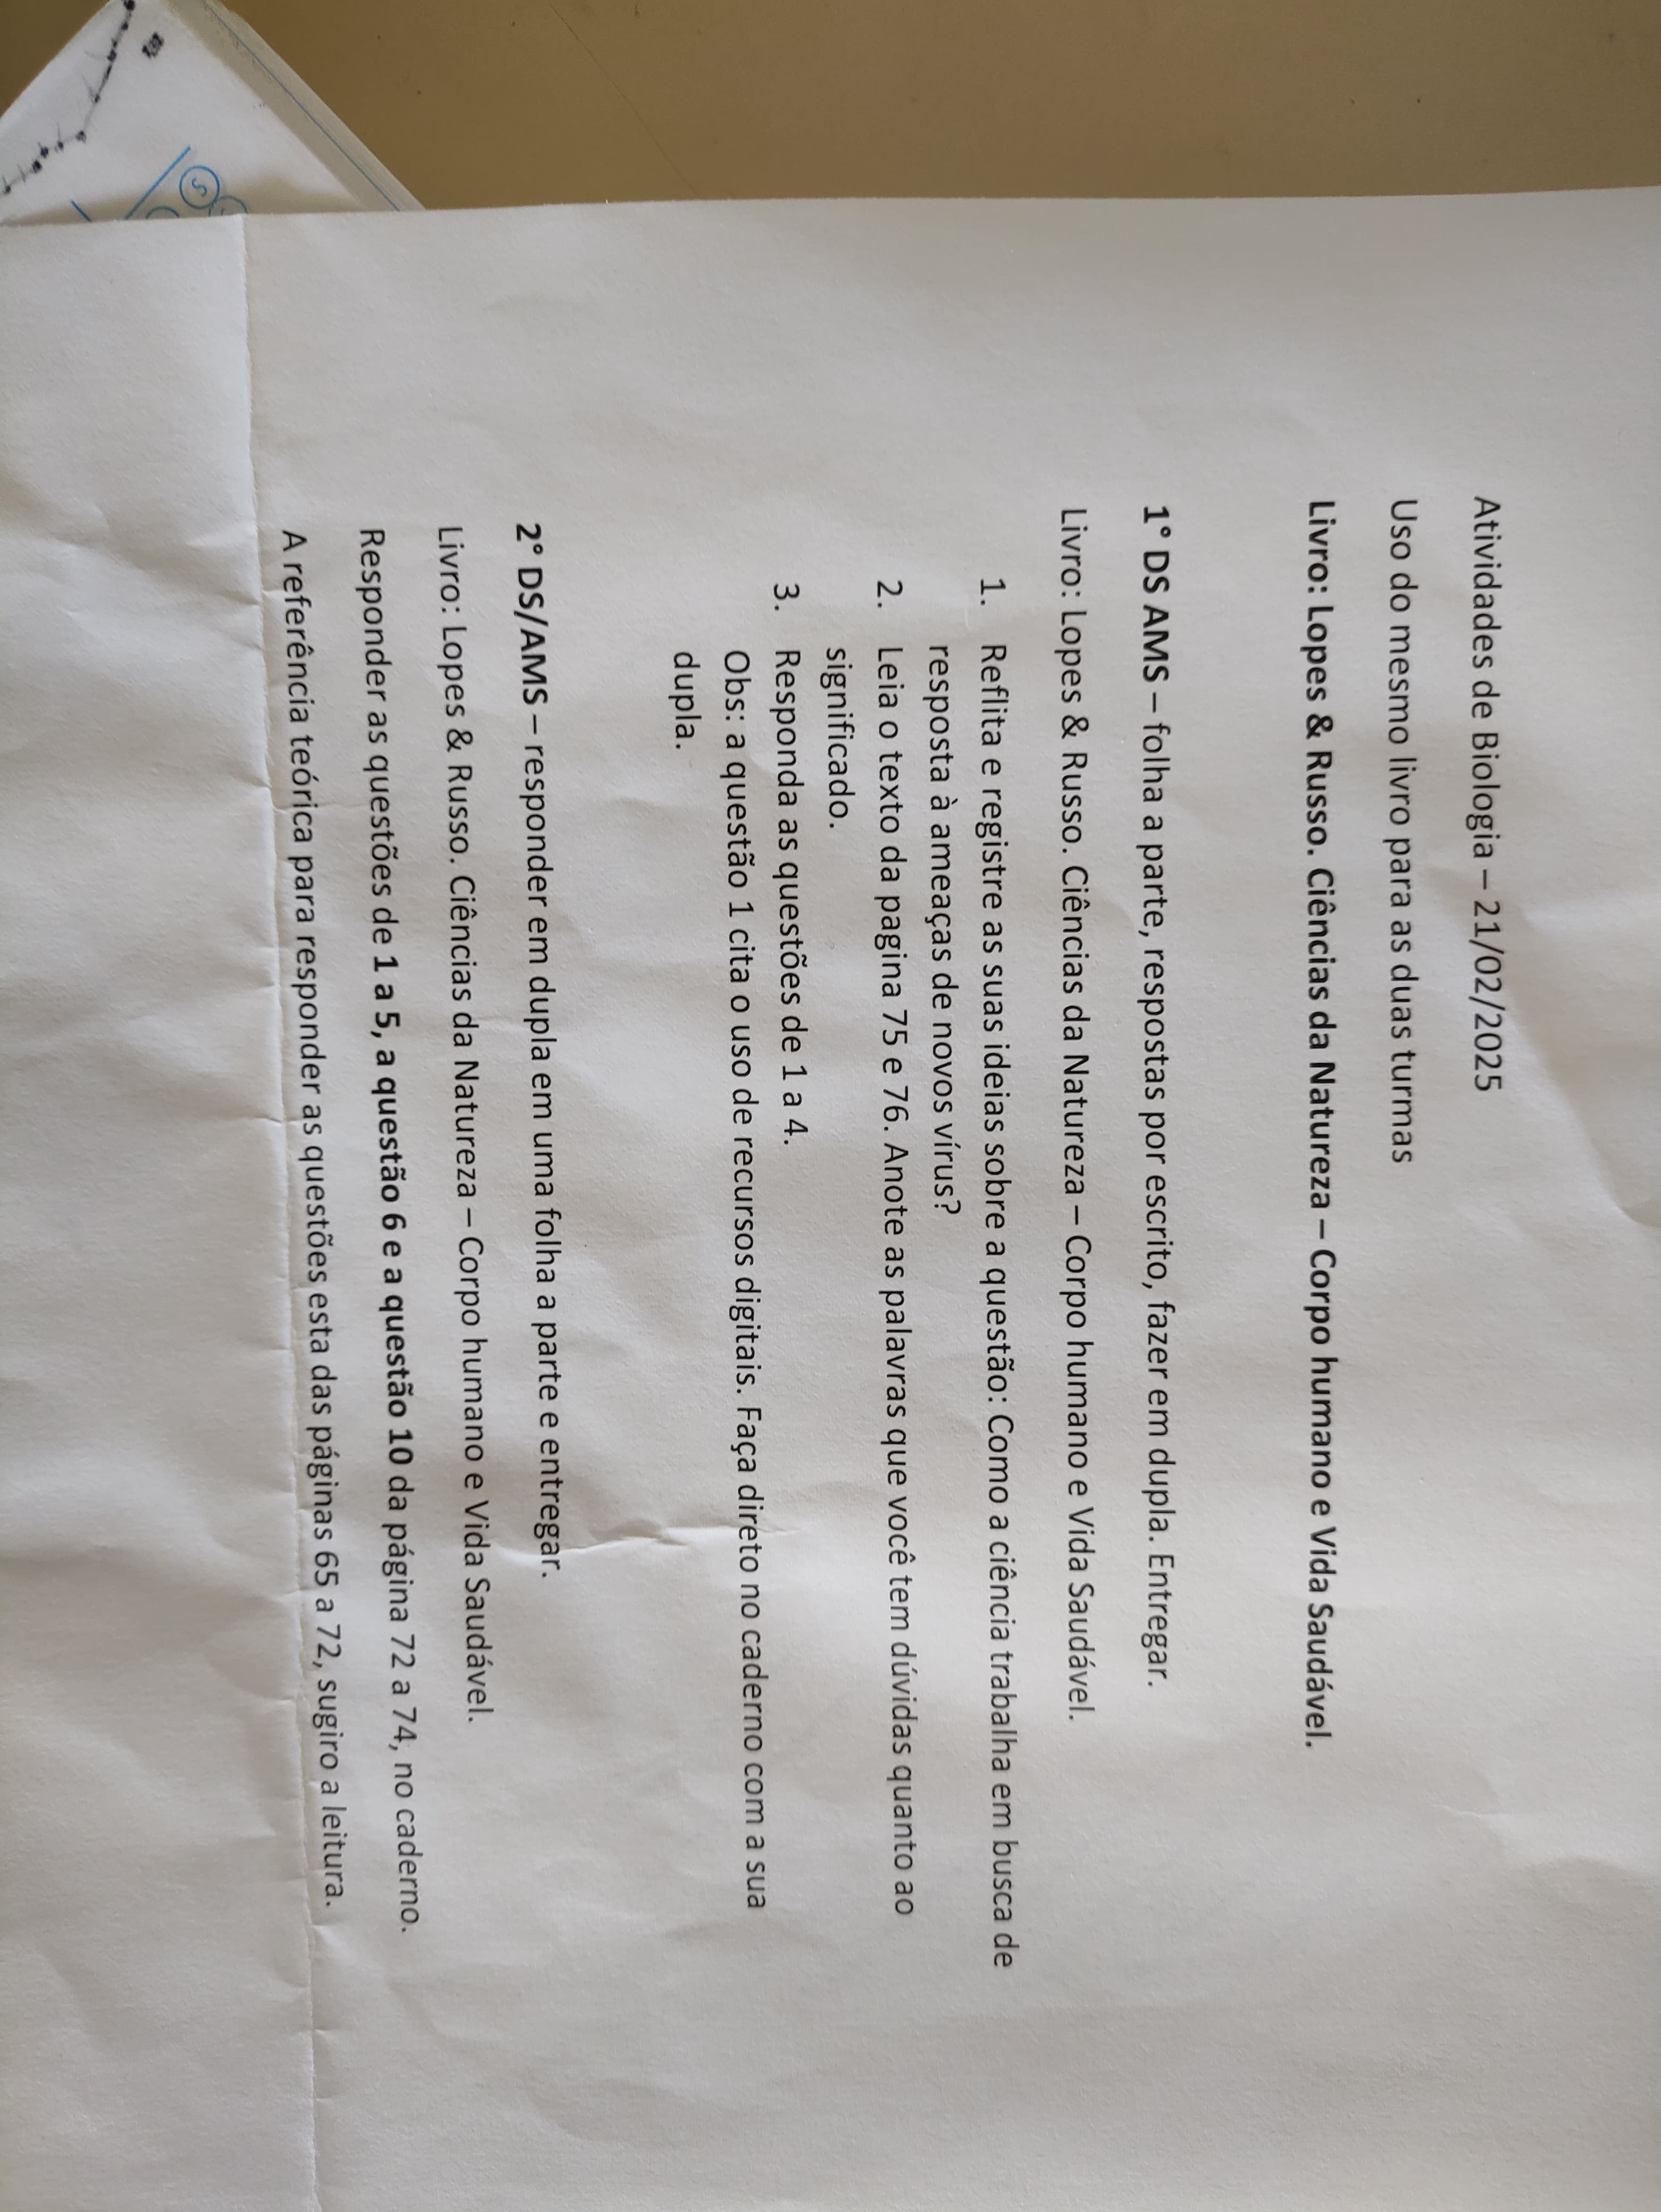 Atividades de Biologia – 21/02/2025
Uso do mesmo livro para as duas turmas
Livro: Lopes & Russo. Ciências da Natureza – Corpo humano e Vida Saudável.
1° DS AMS – folha a parte, respostas por escrito, fazer em dupla. Entregar.
Livro: Lopes & Russo. Ciências da Natureza – Corpo humano e Vida Saudável.
1. Reflita e registre as suas ideias sobre a questão: Como a ciência trabalha em busca de
resposta à ameaças de novos vírus?
2. Leia o texto da pagina 75 e 76. Anote as palavras que você tem dúvidas quanto ao
significado.
3. Responda as questões de 1 a 4.
Obs: a questão 1 cita o uso de recursos digitais. Faça direto no caderno com a sua
dupla.
2° DS/AMS – responder em dupla em uma folha a parte e entregar.
Livro: Lopes & Russo. Ciências da Natureza – Corpo humano e Vida Saudável.
Responder as questões de 1 a 5, a questão 6 e a questão 10 da página 72 a 74, no caderno.
A referência teórica para responder as questões esta das páginas 65 a 72, sugiro a leitura.
S